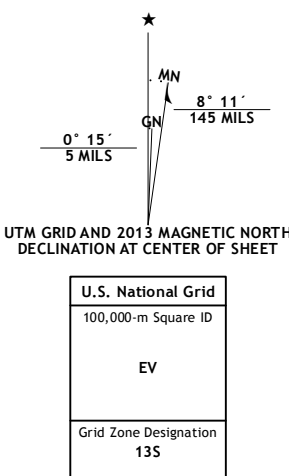 ★
MN
GN
8° 11´
145 MILS
0° 15´
5 MILS
UTM GRID AND 2013 MAGNETIC NORTH
DECLINATION AT CENTER OF SHEET
U.S. National Grid
100,000-m Square ID
EV
Grid Zone Designation
13S